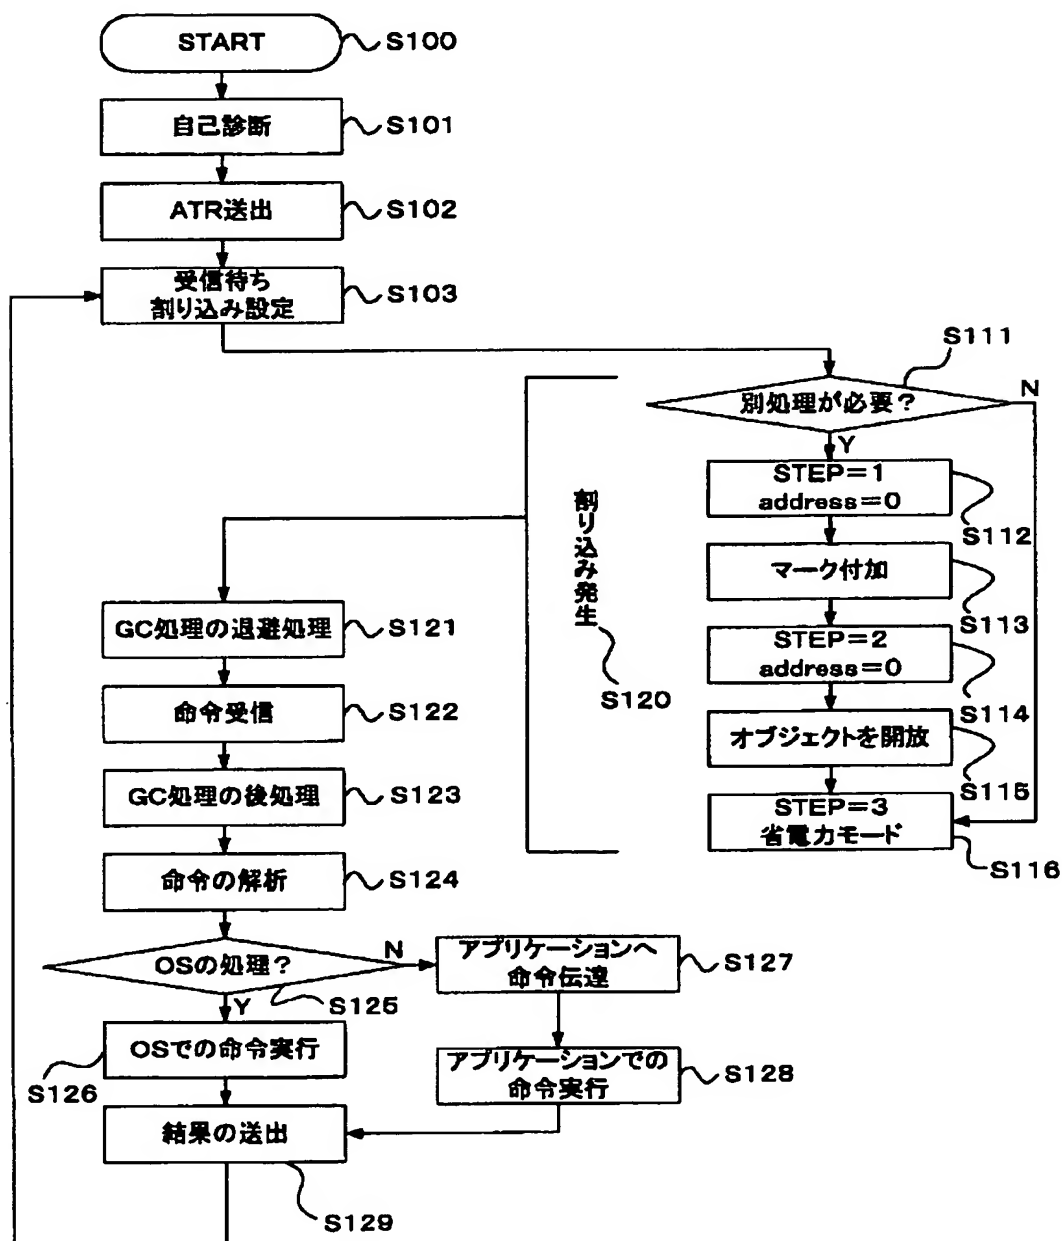 START
S100
自己診断
S101
ATR送出
S102
受信待ち
割り込み設定
S103
S111
別処理が必要?
N
Y
STEP=1
address=0
S112
マーク付加
S113
STEP=2
address=0
S114
オブジェクトを開放
S115
STEP=3
省電力モード
S116
割り込み発生
S120
GC処理の退避処理
S121
命令受信
S122
GC処理の後処理
S123
命令の解析
S124
OSの処理?
N
Y
S125
アプリケーションへ
命令伝達
S127
OSでの命令実行
S126
アプリケーションでの
命令実行
S128
結果の送出
S129